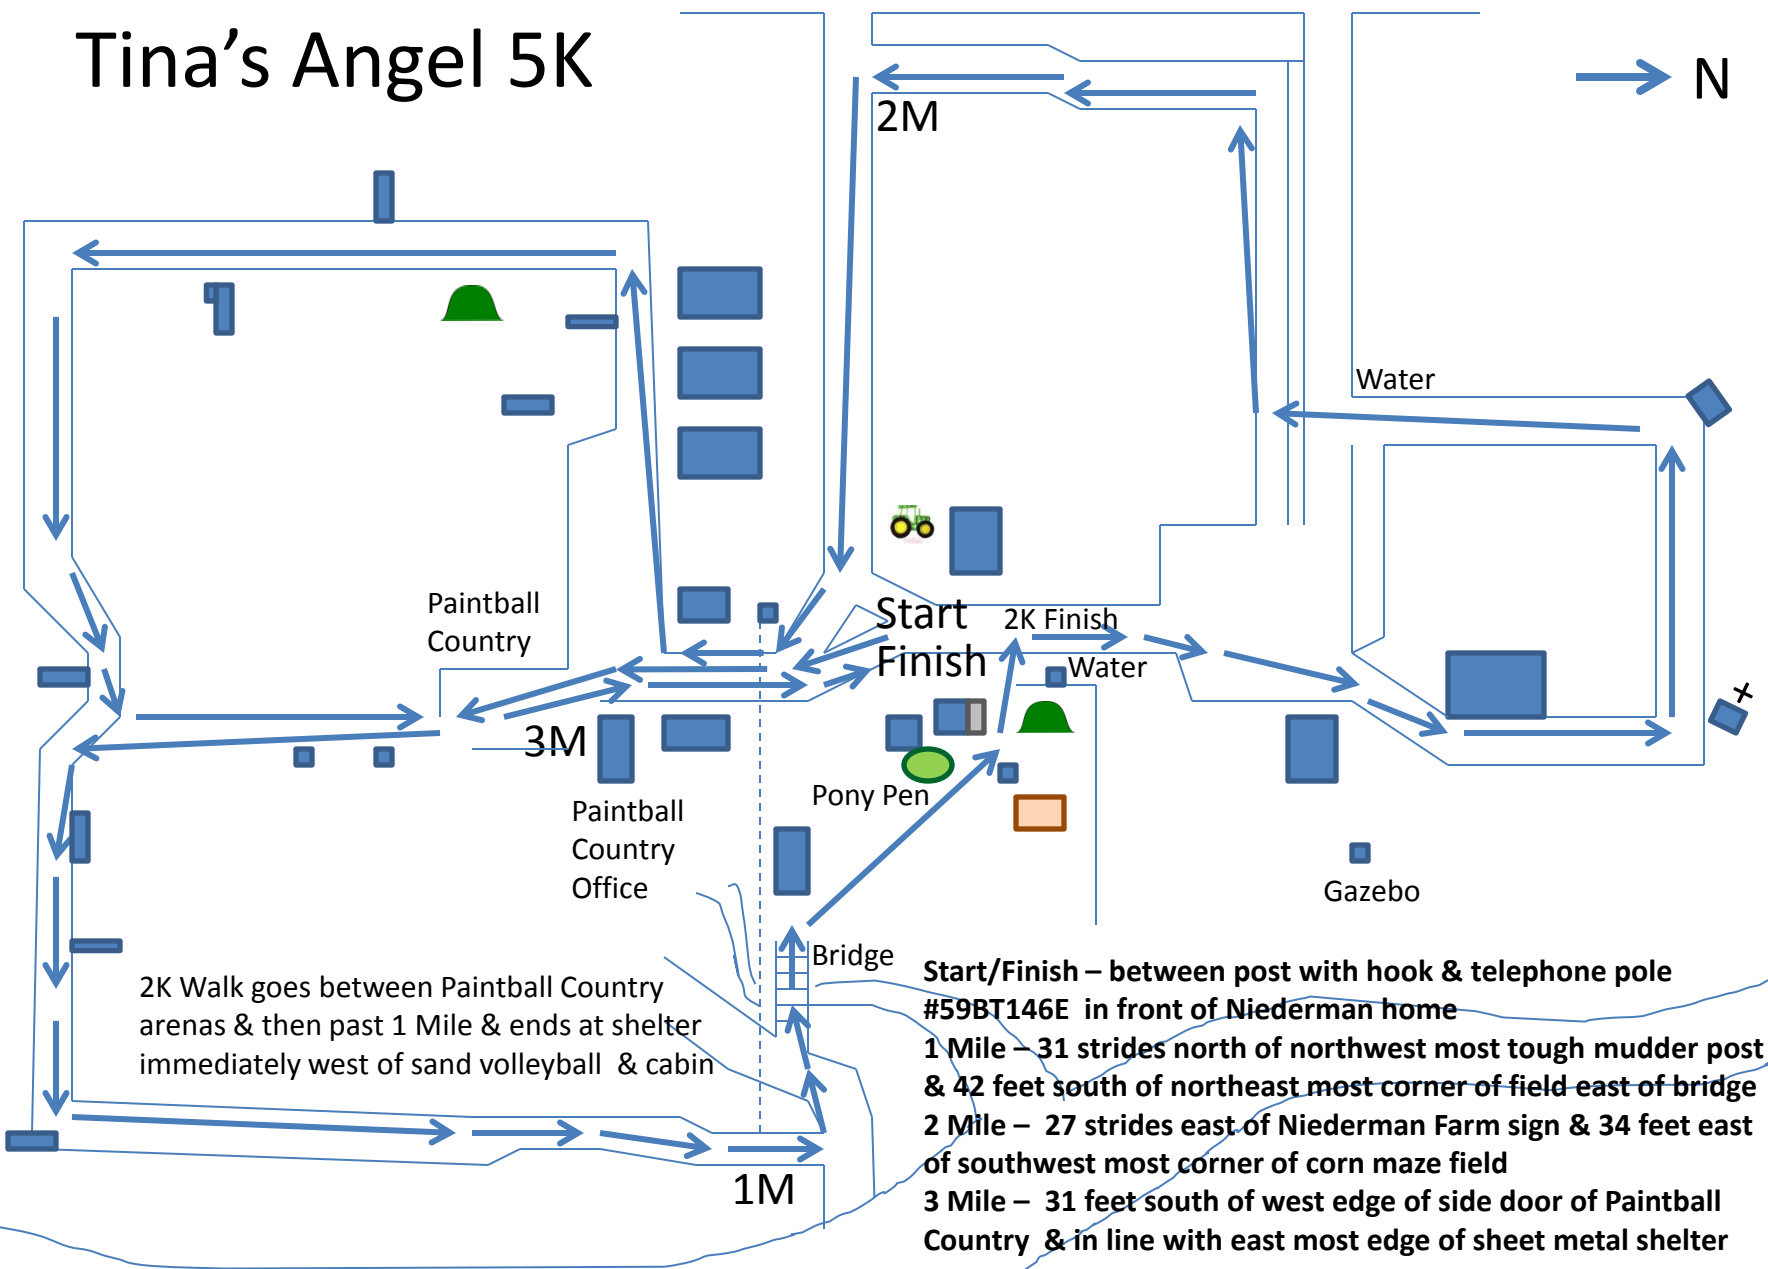 Tina's Angel 5K
N
2M
Water
Paintball
Country
Start
Finish
2K Finish
Water
3M
Pony Pen
Paintball
Country
Office
Gazebo
Bridge
2K Walk goes between Paintball Country
arenas & then past 1 Mile & ends at shelter
immediately west of sand volleyball & cabin
1M
Start/Finish – between post with hook & telephone pole
#59BT146E in front of Niederman home
1 Mile – 31 strides north of northwest most tough mudder post
& 42 feet south of northeast most corner of field east of bridge
2 Mile – 27 strides east of Niederman Farm sign & 34 feet east
of southwest most corner of corn maze field
3 Mile – 31 feet south of west edge of side door of Paintball
Country & in line with east most edge of sheet metal shelter